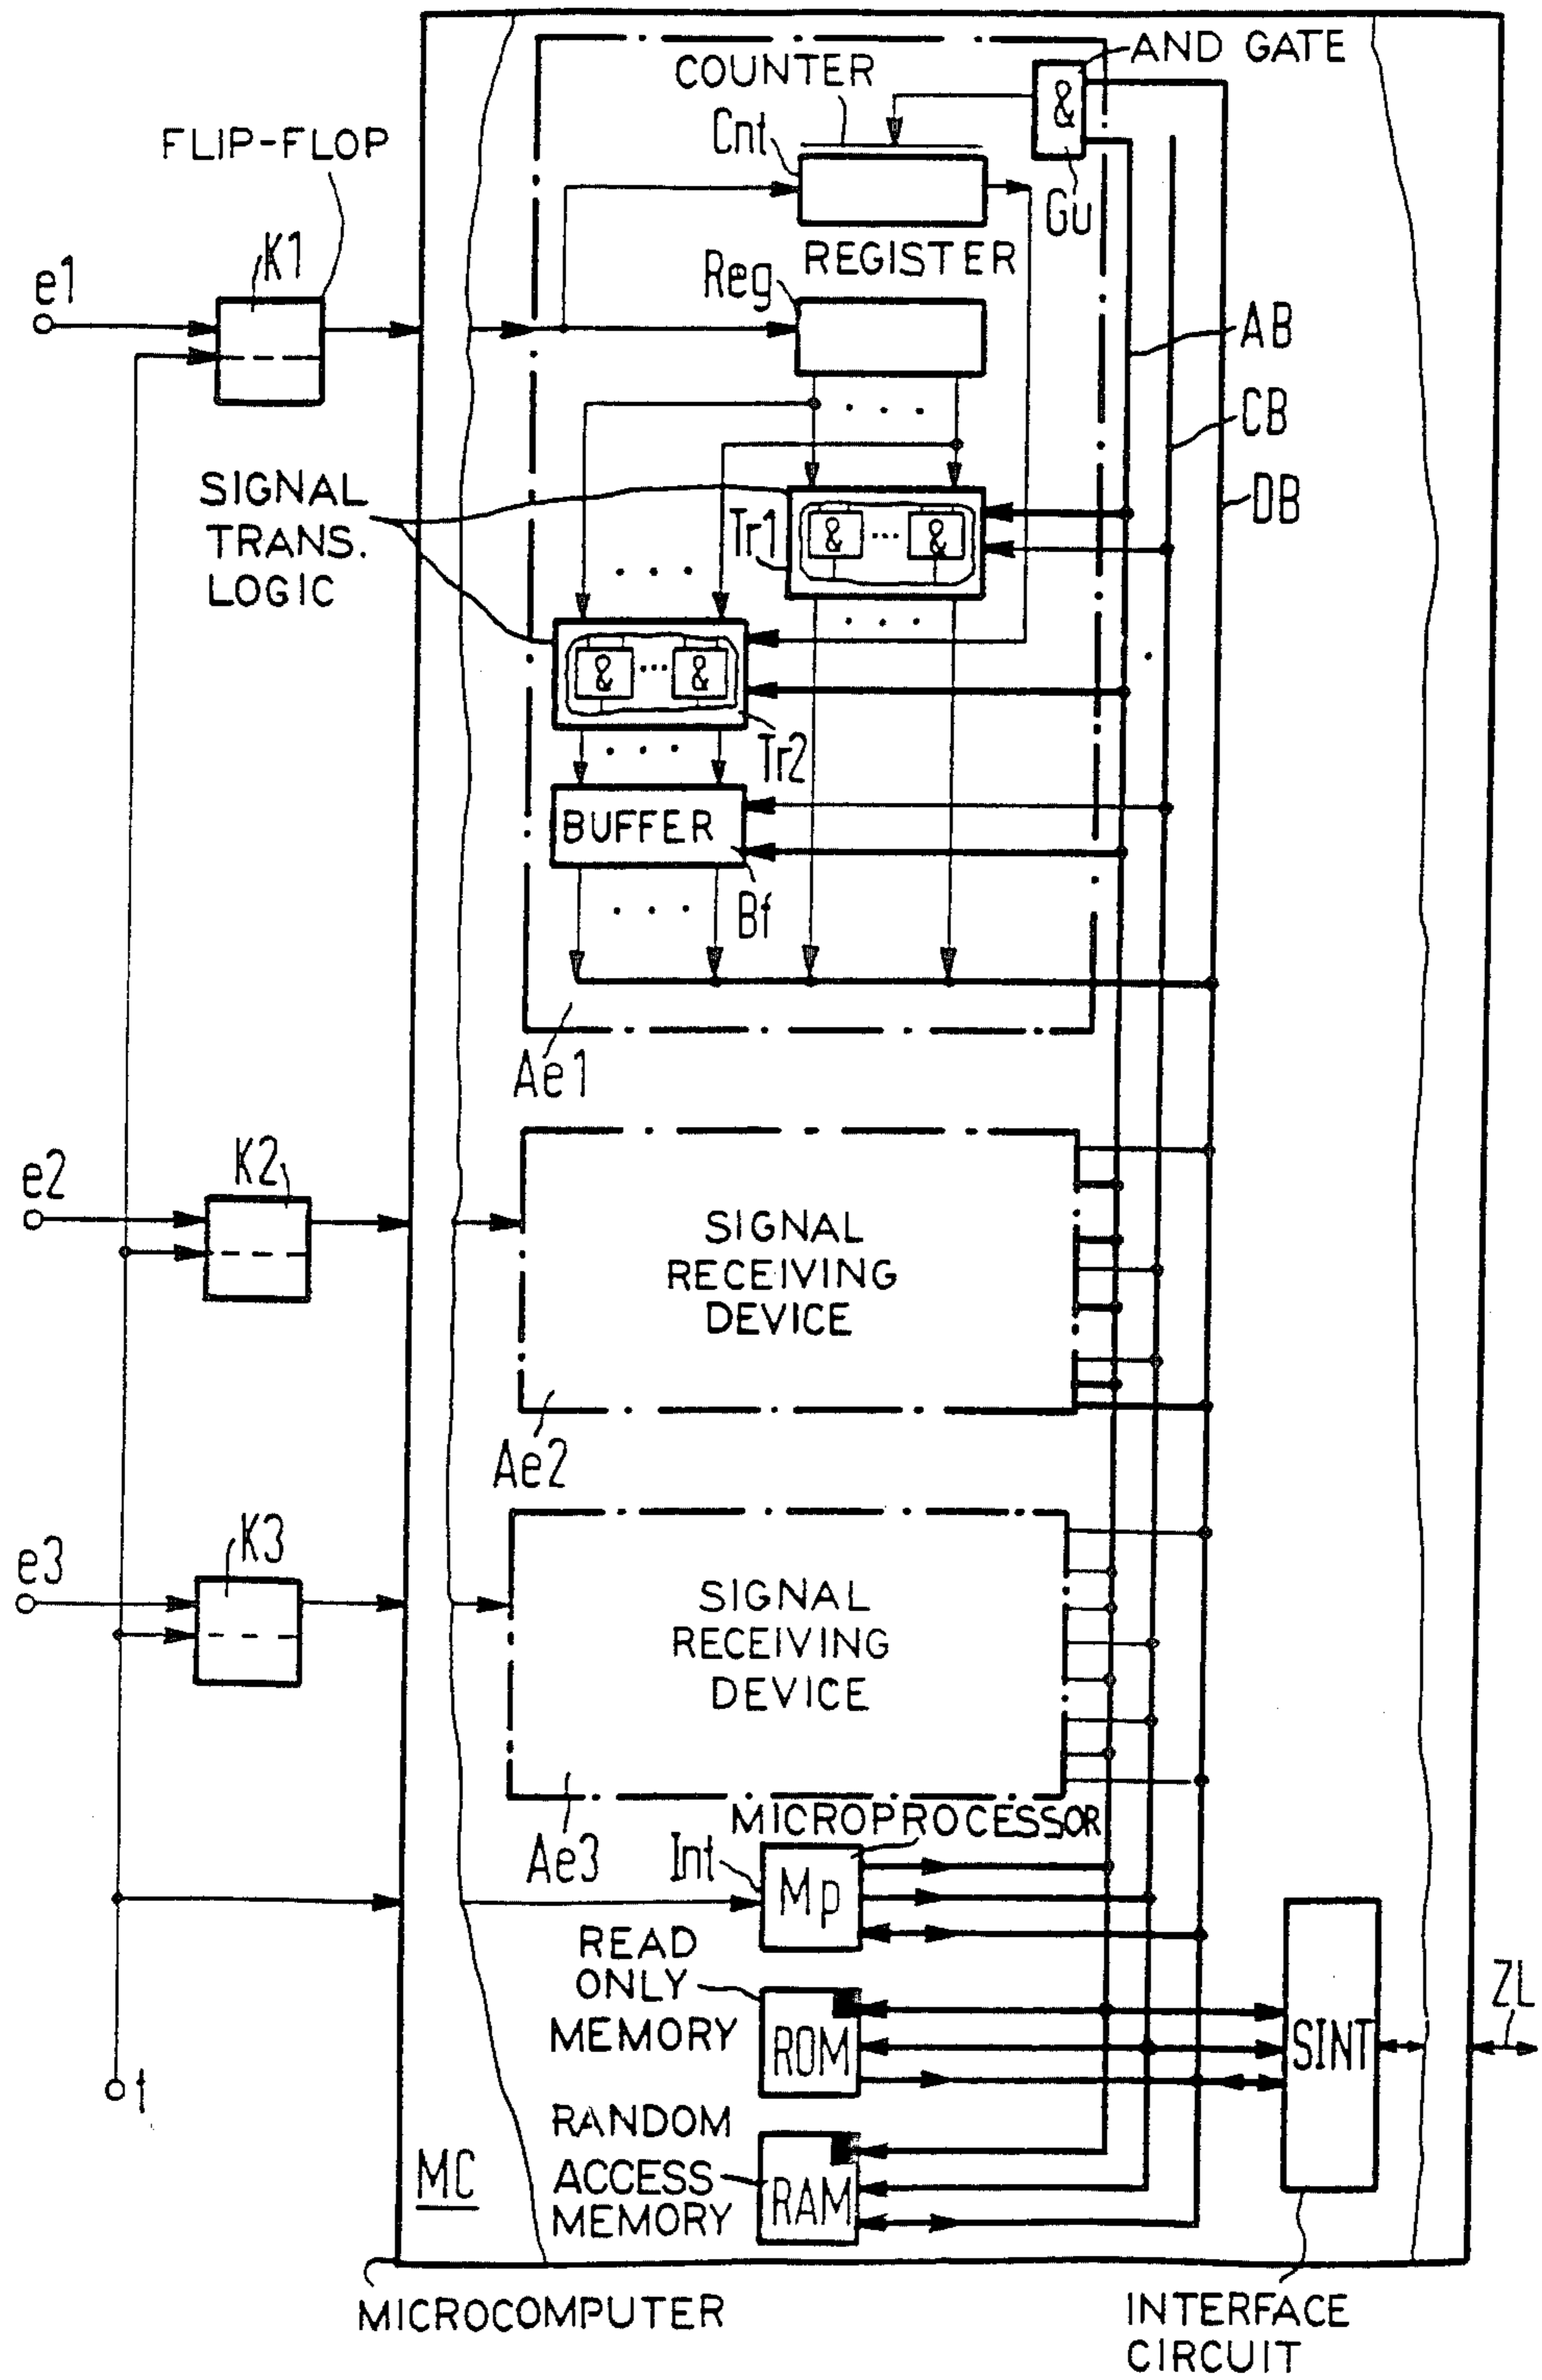 AND GATE
COUNTER
&
Cnt
FLIP-FLOP
Gu
K1
REGISTER
Reg
e1
AB
CB
SIGNAL
TRANS.
LOGIC
DB
Tr1
& ... &
& ... &
Tr2
BUFFER
Bf
Ae1
K2
e2
SIGNAL
RECEIVING
DEVICE
Ae2
K3
e3
SIGNAL
RECEIVING
DEVICE
MICROPROCESSOR
Ae3
Int
Mp
READ
ONLY
MEMORY
ROM
SINT
ZL
t
RANDOM
ACCESS
MEMORY
RAM
MC
MICROCOMPUTER
INTERFACE
CIRCUIT